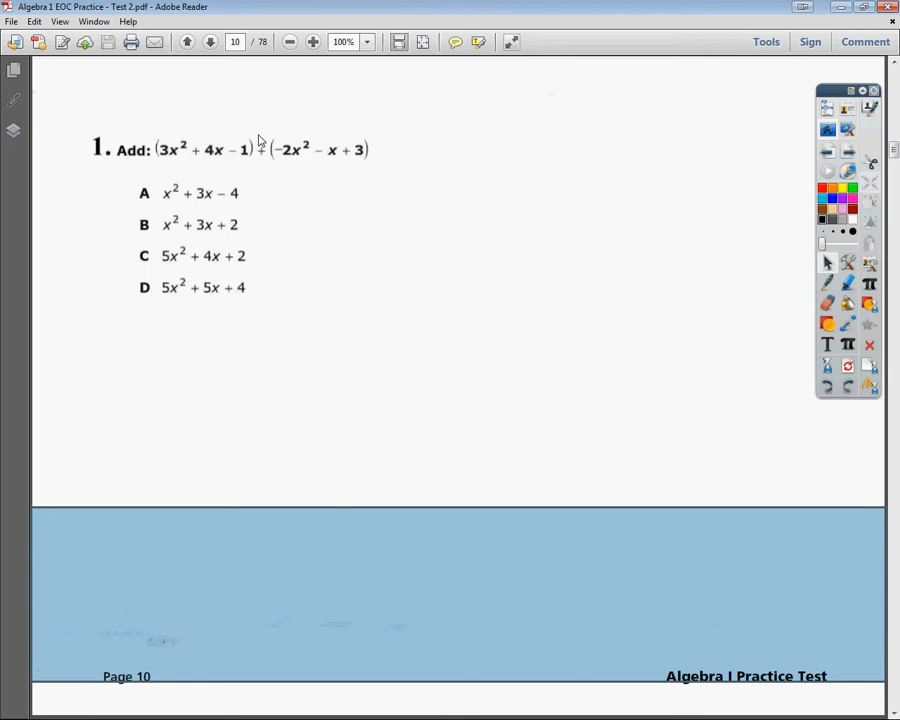 Algebra 1 EOC Practice - Test 2.pdf - Adobe Reader
File Edit View Window Help
10 / 78 100% Tools Sign Comment
1. Add: (3x² + 4x − 1) + (−2x² − x + 3)
A x² + 3x − 4
B x² + 3x + 2
C 5x² + 4x + 2
D 5x² + 5x + 4
Page 10 Algebra I Practice Test